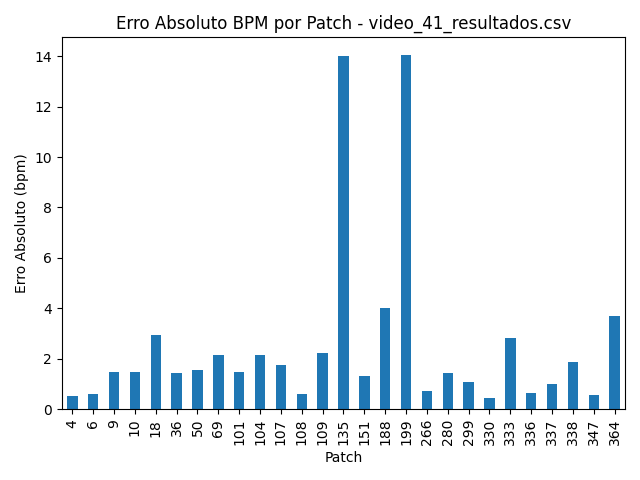 Erro Absoluto BPM por Patch - video_41_resultados.csv
Erro Absoluto (bpm)
14
12
10
8
6
4
2
0
4 6 9 10 18 36 50 69 101 104 107 108 109 135 151 188 199 266 280 299 330 333 336 337 338 347 364
Patch